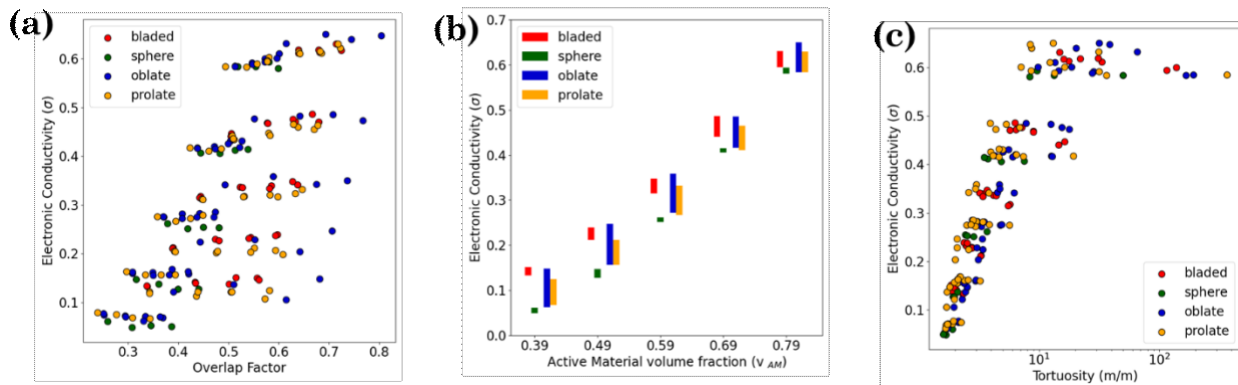 (a)
bladed
sphere
oblate
prolate
Electronic Conductivity (σ)
0.6
0.5
0.4
0.3
0.2
0.1
0.3 0.4 0.5 0.6 0.7 0.8
Overlap Factor
(b)
bladed
sphere
oblate
prolate
Electronic Conductivity (σ)
0.7
0.6
0.5
0.4
0.3
0.2
0.1
0.0
0.39 0.49 0.59 0.69 0.79
Active Material volume fraction (v AM)
(c)
Electronic Conductivity (σ)
0.6
0.5
0.4
0.3
0.2
0.1
bladed
sphere
oblate
prolate
10¹ 10²
Tortuosity (m/m)